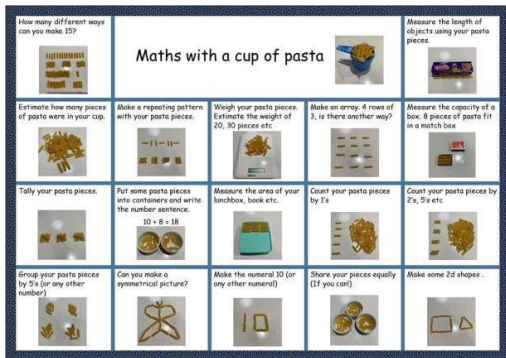 How many different ways
can you make 15?
Maths with a cup of pasta
Measure the length of
objects using your pasta
pieces.
Estimate how many pieces
of pasta were in your cup.
Make a repeating pattern
with your pasta pieces.
Weigh your pasta pieces.
Estimate the weight of
20, 30 pieces etc
Make an array. 4 rows of
3, is there another way?
Measure the capacity of a
box. 8 pieces of pasta fit
in a match box
Tally your pasta pieces.
Put some pasta pieces
into containers and write
the number sentence.
10 + 8 = 18
Measure the area of your
lunchbox, book etc.
Count your pasta pieces
by 1's
Count your pasta pieces by
2's, 5's etc
Group your pasta pieces
by 5's (or any other
number)
Can you make a
symmetrical picture?
Make the numeral 10 (or
any other numeral)
Share your pieces equally
(If you can!)
Make some 2d shapes .